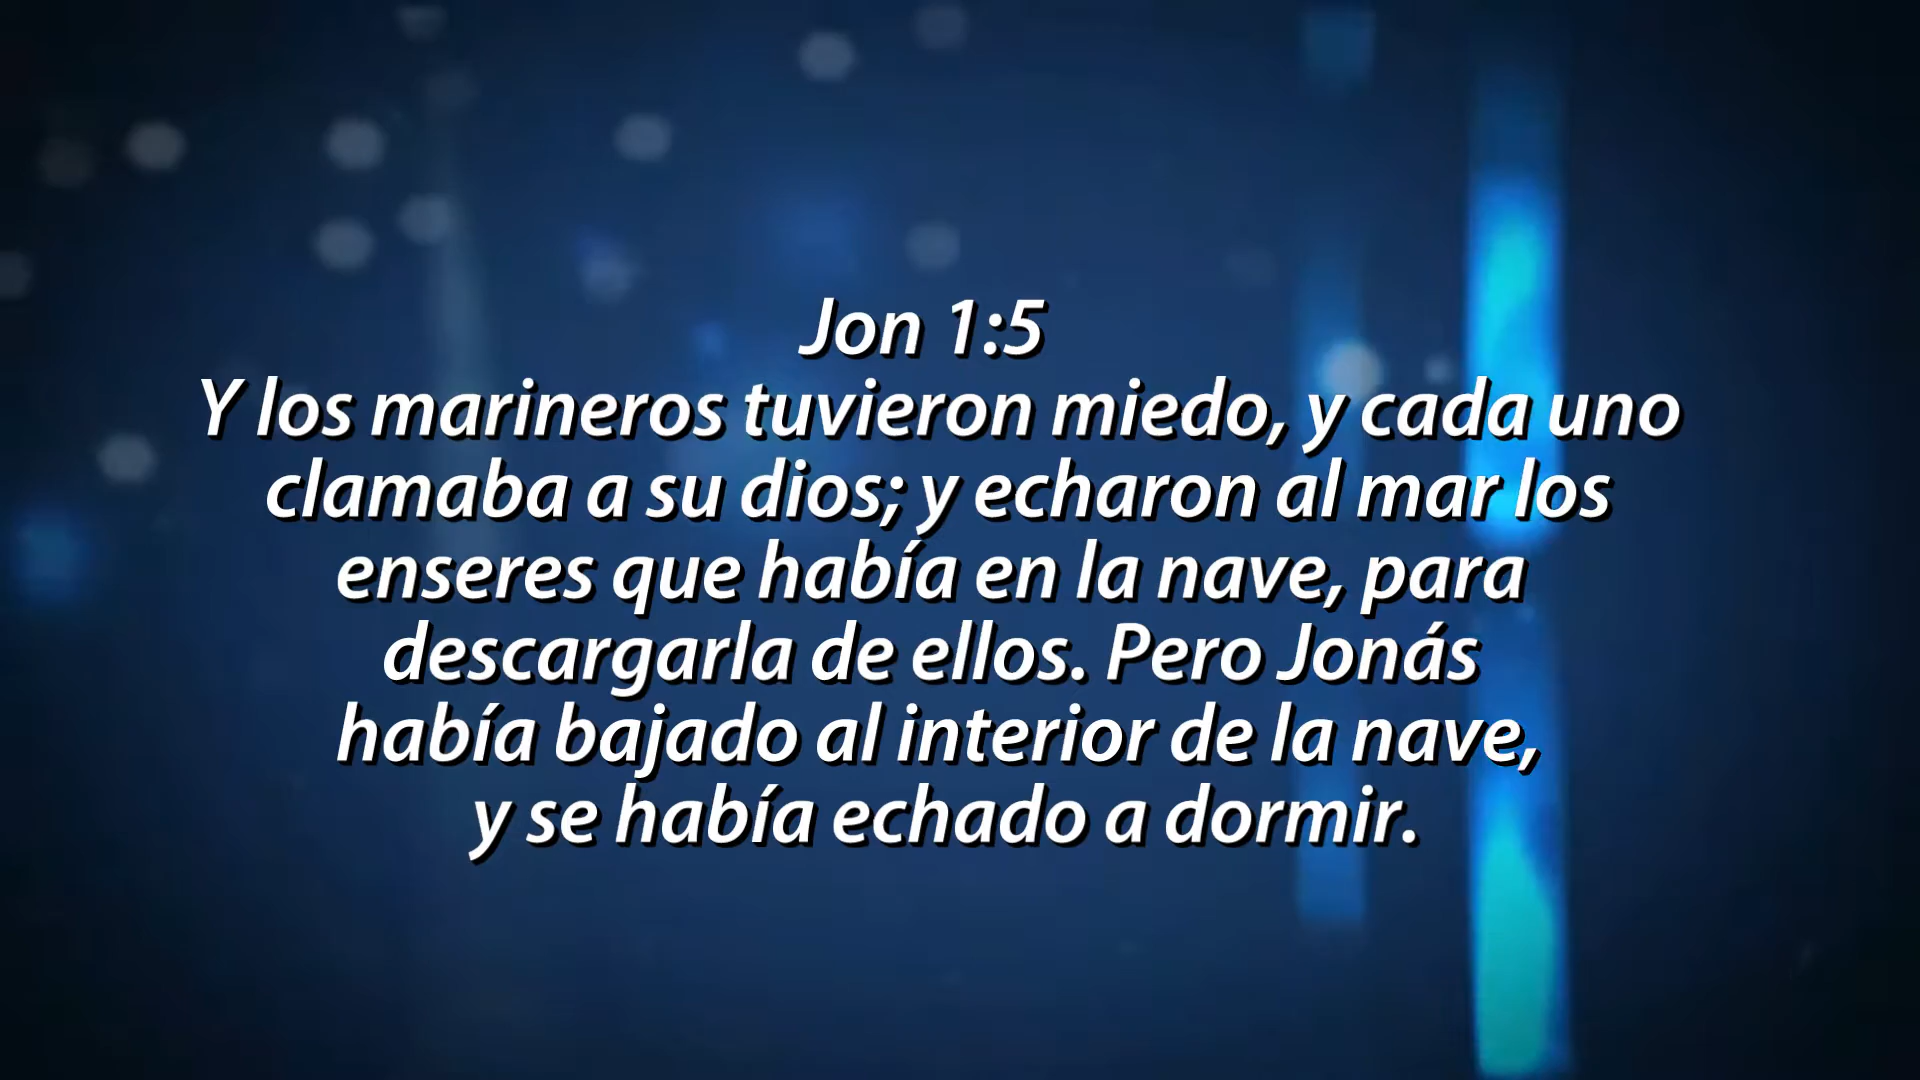 Jon 1:5
Y los marineros tuvieron miedo, y cada uno
clamaba a su dios; y echaron al mar los
enseres que había en la nave, para
descargarla de ellos. Pero Jonás
había bajado al interior de la nave,
y se había echado a dormir.